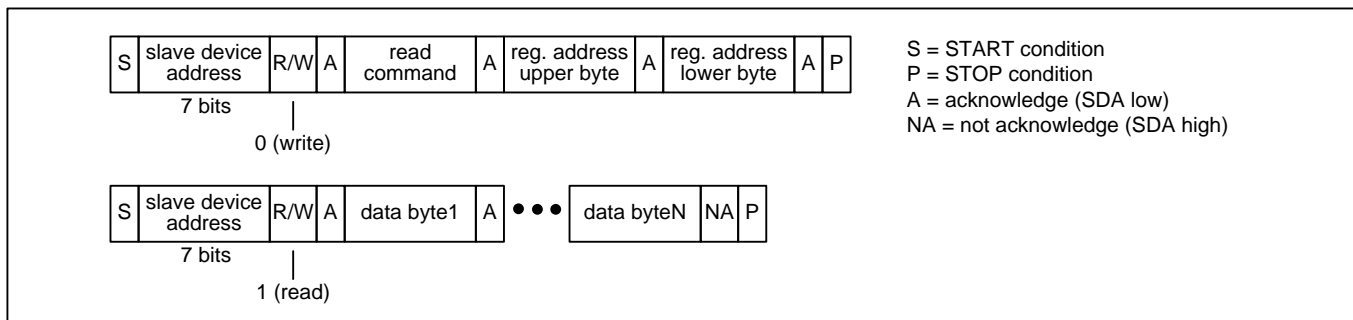 S slave device address R/W A read command A reg. address upper byte A reg. address lower byte A P
7 bits
0 (write)
S = START condition
P = STOP condition
A = acknowledge (SDA low)
NA = not acknowledge (SDA high)
S slave device address R/W A data byte1 A ••• data byteN NA P
7 bits
1 (read)